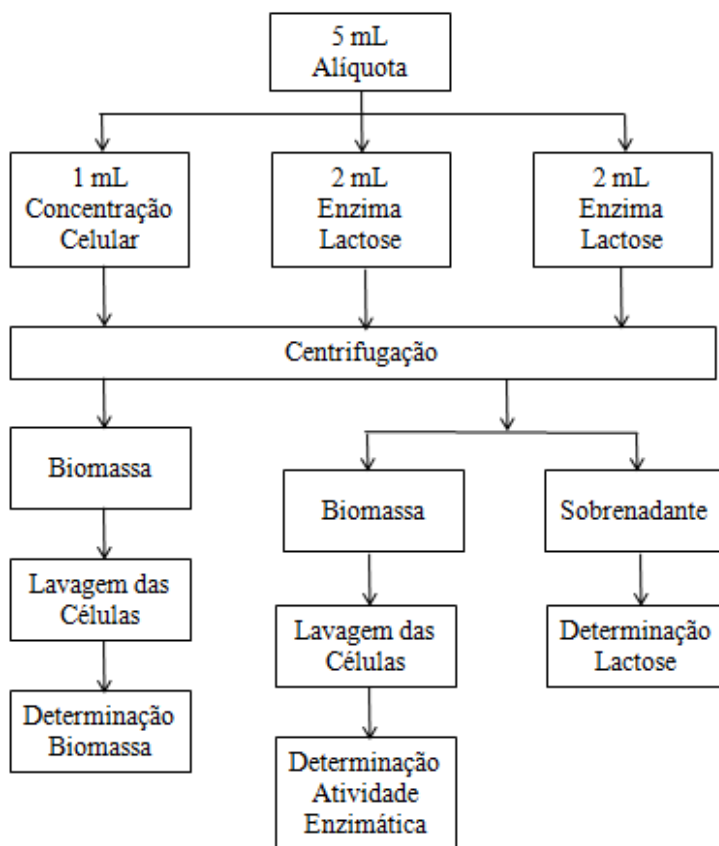 5 mL
Alíquota
1 mL
Concentração
Celular
2 mL
Enzima
Lactose
2 mL
Enzima
Lactose
Centrifugação
Biomassa
Lavagem das
Células
Determinação
Biomassa
Biomassa
Lavagem das
Células
Determinação
Atividade
Enzimática
Sobrenadante
Determinação
Lactose